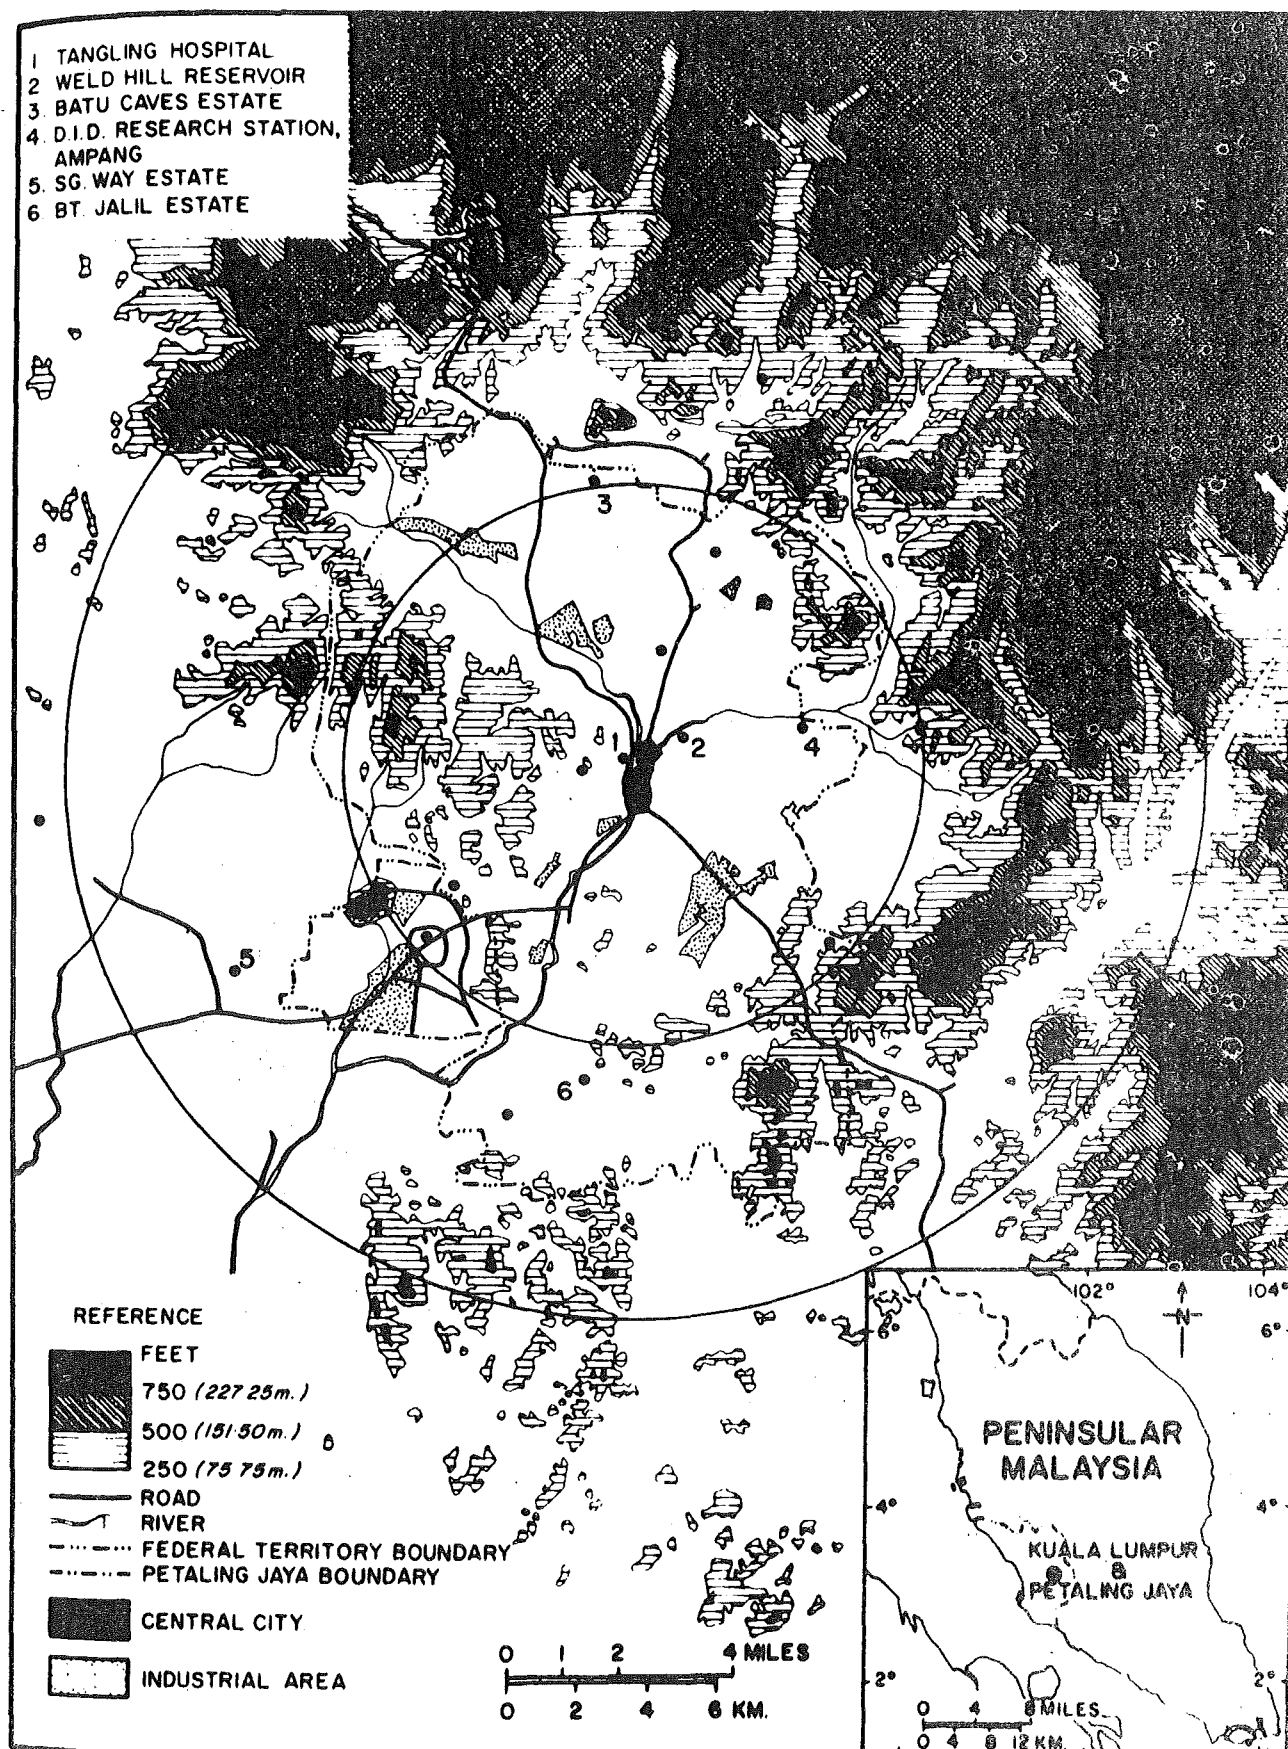 1 TANGLING HOSPITAL
2 WELD HILL RESERVOIR
3. BATU CAVES ESTATE
4. D.I.D. RESEARCH STATION,
AMPANG
5. SG. WAY ESTATE
6 BT. JALIL ESTATE
3
1
2
4
5
6
REFERENCE
FEET
750 (227·25m.)
500 (151·50m.)
250 (75·75m.)
ROAD
RIVER
FEDERAL TERRITORY BOUNDARY
PETALING JAYA BOUNDARY
CENTRAL CITY
INDUSTRIAL AREA
0 1 2 4 MILES
0 2 4 6 KM.
102° 104°
N
6° 6°
PENINSULAR
MALAYSIA
4° 4°
KUALA LUMPUR
&
PETALING JAYA
2° 2°
0 4 8 MILES
0 4 8 12 KM.